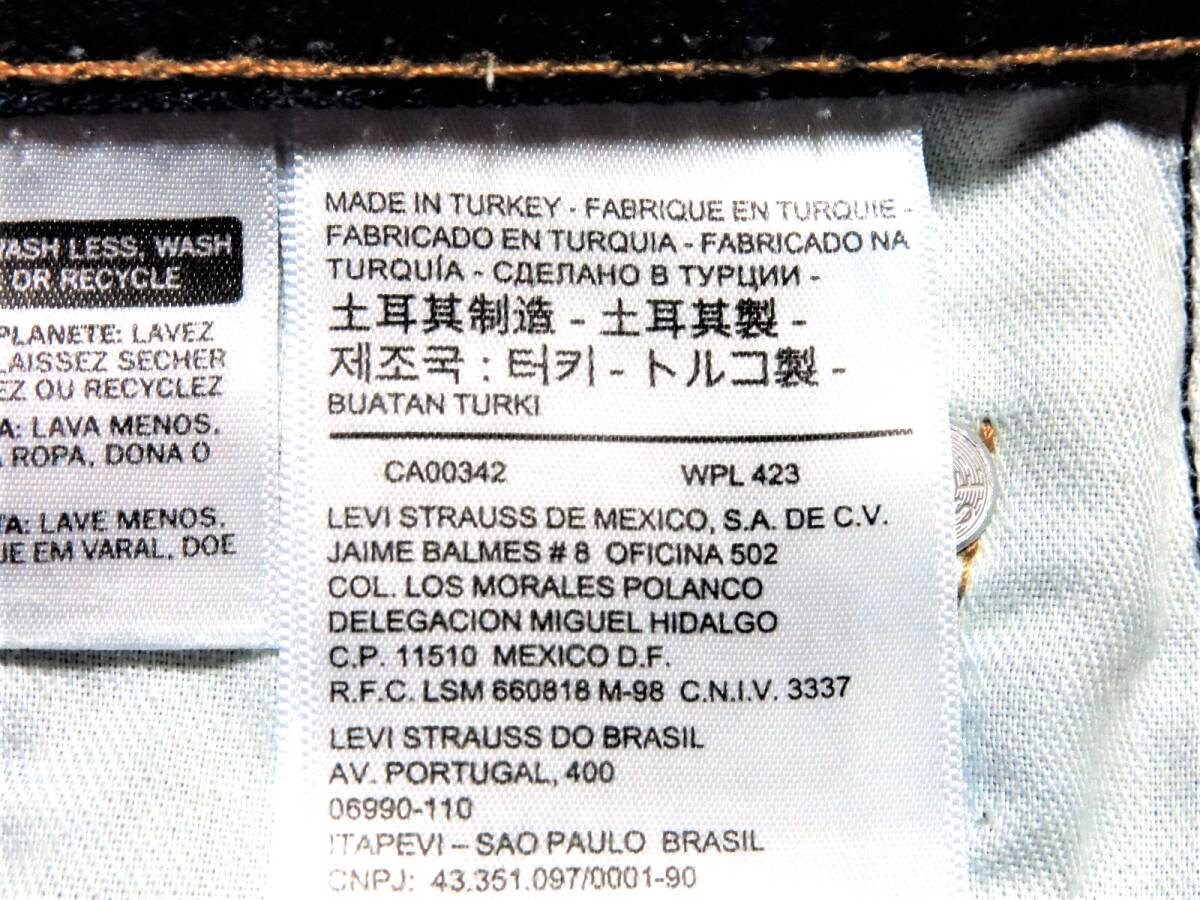 WASH LESS, WASH
OR RECYCLE
PLANETE: LAVEZ
LAISSEZ SECHER
EZ OU RECYCLEZ
A: LAVA MENOS,
ROPA, DONA O
TA: LAVE MENOS,
UE EM VARAL, DOE
MADE IN TURKEY - FABRIQUE EN TURQUIE -
FABRICADO EN TURQUIA - FABRICADO NA
TURQUÍA - СДЕЛАНО В ТУРЦИИ -
土耳其制造 - 土耳其製 -
제조국 : 터키 - トルコ製 -
BUATAN TURKI
CA00342 WPL 423
LEVI STRAUSS DE MEXICO, S.A. DE C.V.
JAIME BALMES # 8 OFICINA 502
COL. LOS MORALES POLANCO
DELEGACION MIGUEL HIDALGO
C.P. 11510 MEXICO D.F.
R.F.C. LSM 660818 M-98 C.N.I.V. 3337
LEVI STRAUSS DO BRASIL
AV. PORTUGAL, 400
06990-110
ITAPEVI – SAO PAULO BRASIL
CNPJ: 43.351.097/0001-90